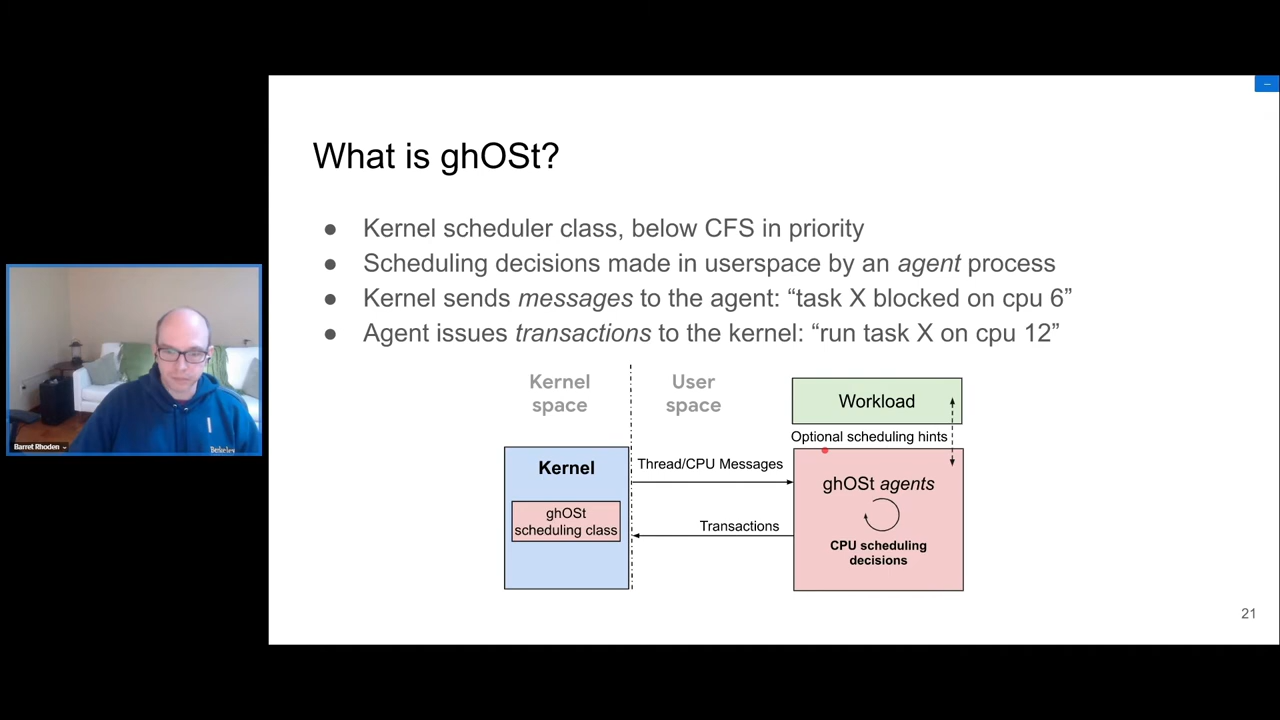 What is ghOSt?
● Kernel scheduler class, below CFS in priority
● Scheduling decisions made in userspace by an agent process
● Kernel sends messages to the agent: “task X blocked on cpu 6”
● Agent issues transactions to the kernel: “run task X on cpu 12”
Kernel
space
User
space
Workload
Optional scheduling hints
Kernel
ghOSt
scheduling class
Thread/CPU Messages
Transactions
ghOSt agents
CPU scheduling
decisions
21
Barret Rhoden
Berkeley